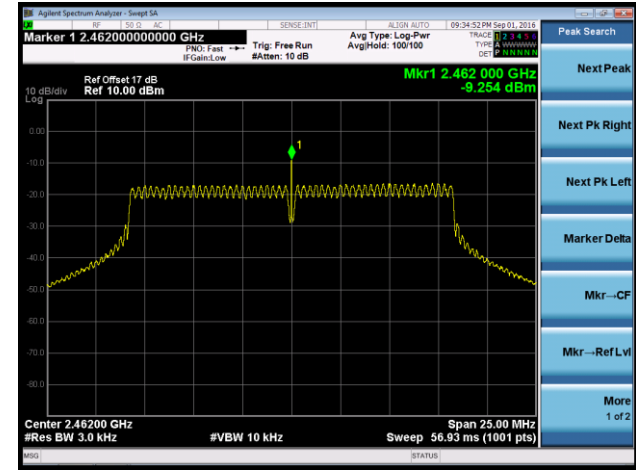 Agilent Spectrum Analyzer - Swept SA
RF 50 Ω AC SENSE:INT ALIGN AUTO 09:34:52 PM Sep 01, 2016
Marker 1 2.462000000000 GHz
PNO: Fast
IFGain:Low
Trig: Free Run
#Atten: 10 dB
Avg Type: Log-Pwr
Avg|Hold: 100/100
TRACE 1 2 3 4 5 6
TYPE A WWWWW
DET P N N N N N
Peak Search
Mkr1 2.462 000 GHz
-9.254 dBm
Ref Offset 17 dB
10 dB/div Ref 10.00 dBm
Log
1
0.00
-10.0
-20.0
-30.0
-40.0
-50.0
-60.0
-70.0
-80.0
Center 2.46200 GHz Span 25.00 MHz
#Res BW 3.0 kHz #VBW 10 kHz Sweep 56.93 ms (1001 pts)
MSG STATUS
Next Peak
Next Pk Right
Next Pk Left
Marker Delta
Mkr→CF
Mkr→Ref Lvl
More
1 of 2